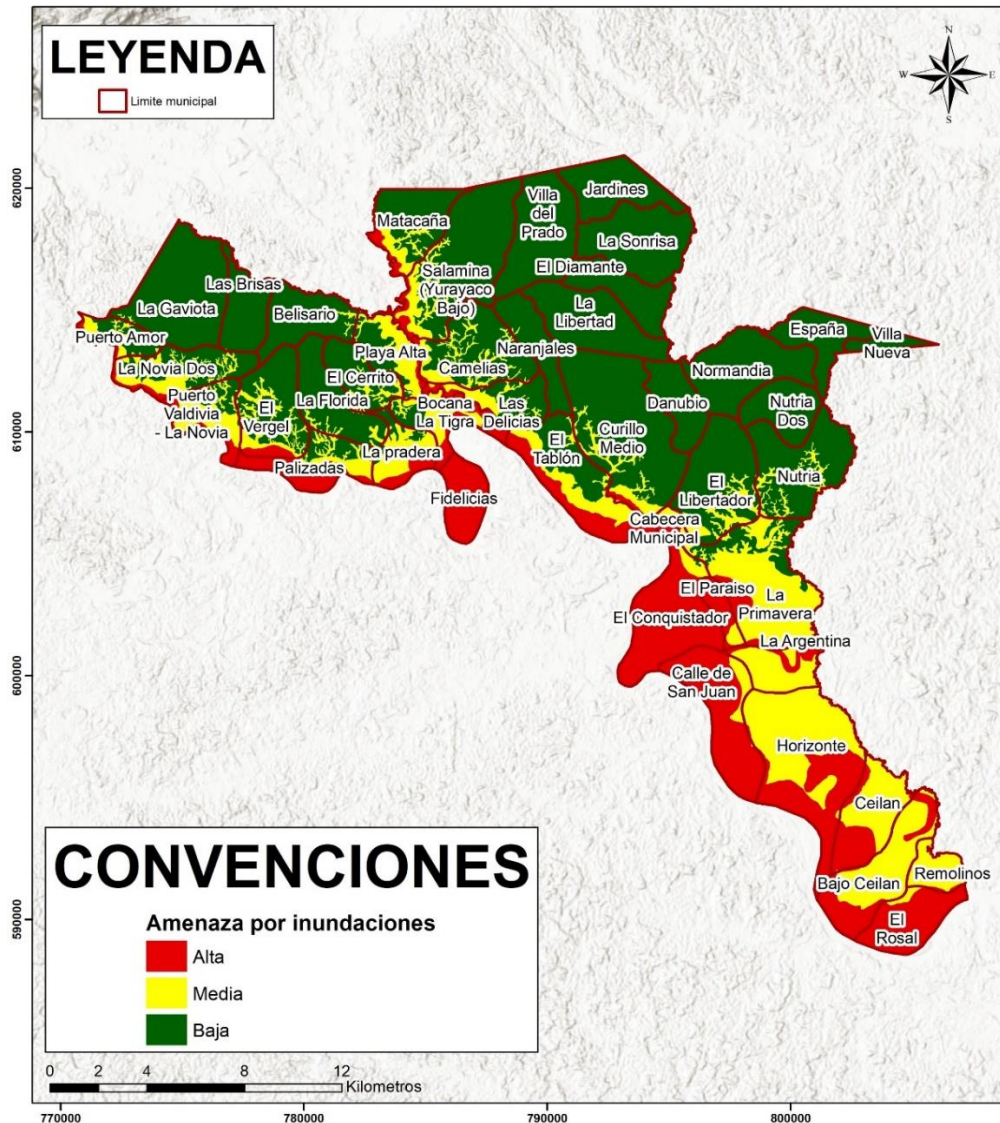 LEYENDA
Limite municipal
N
W
E
S
620000
610000
600000
590000
Jardines
Villa
del
Prado
Matacaña
La Sonrisa
Salamina
(Yurayaco
Bajo)
El Diamante
Las Brisas
La Gaviota
Belisario
La
Libertad
España
Villa
Nueva
Puerto Amor
Playa Alta
Naranjales
La Novia Dos
El Cerrito
Camelias
Normandia
Puerto
Valdivia
- La Novia
La Florida
Bocana
La Tigra
Las
Delicias
Danubio
Nutria
Dos
El
Vergel
Curillo
Medio
La pradera
El
Tablón
Palizadas
Fidelicias
El
Libertador
Nutria
Cabecera
Municipal
El Paraiso
La
Primavera
El Conquistador
La Argentina
Calle de
San Juan
Horizonte
Ceilan
Bajo Ceilan
Remolinos
El
Rosal
CONVENCIONES
Amenaza por inundaciones
Alta
Media
Baja
0 2 4 8 12
Kilometros
770000 780000 790000 800000